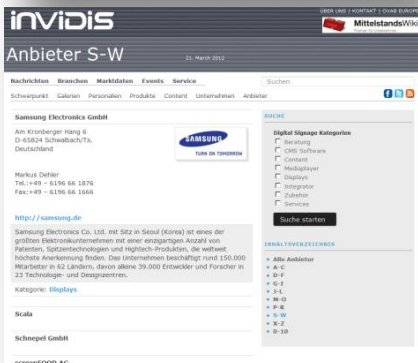 ÜBER UNS | KONTAKT | OVAB EUROPE
invidis
MittelstandsWiki
Anbieter S-W
21. March 2012
Nachrichten Branchen Marktdaten Events Service
Suchen
Schwerpunkt Galerien Personalien Produkte Content Unternehmen Anbieter
Samsung Electronics GmbH
Am Kronberger Hang 6
D-65824 Schwalbach/Ts.
Deutschland
SAMSUNG
TURN ON TOMORROW
Markus Dehler
Tel.:+49 – 6196 66 1876
Fax:+49 – 6196 66 1666
http://samsung.de
Samsung Electronics Co. Ltd. mit Sitz in Seoul (Korea) ist eines der
größten Elektronikunternehmen mit einer einzigartigen Anzahl von
Patenten, Spitzentechnologien und Hightech-Produkten, die weltweit
höchste Anerkennung finden. Das Unternehmen beschäftigt rund 150.000
Mitarbeiter in 62 Ländern, davon alleine 39.000 Entwickler und Forscher in
23 Technologie- und Designzentren.
Kategorie: Displays
Scala
Schnepel GmbH
screenFOOD AG
SUCHE
Digital Signage Kategorien
Beratung
CMS Software
Content
Mediaplayer
Displays
Integrator
Zubehör
Services
Suche starten
INHALTSVERZEICHNIS
Alle Anbieter
A-C
D-F
G-I
J-L
M-O
P-R
S-W
X-Z
0-10